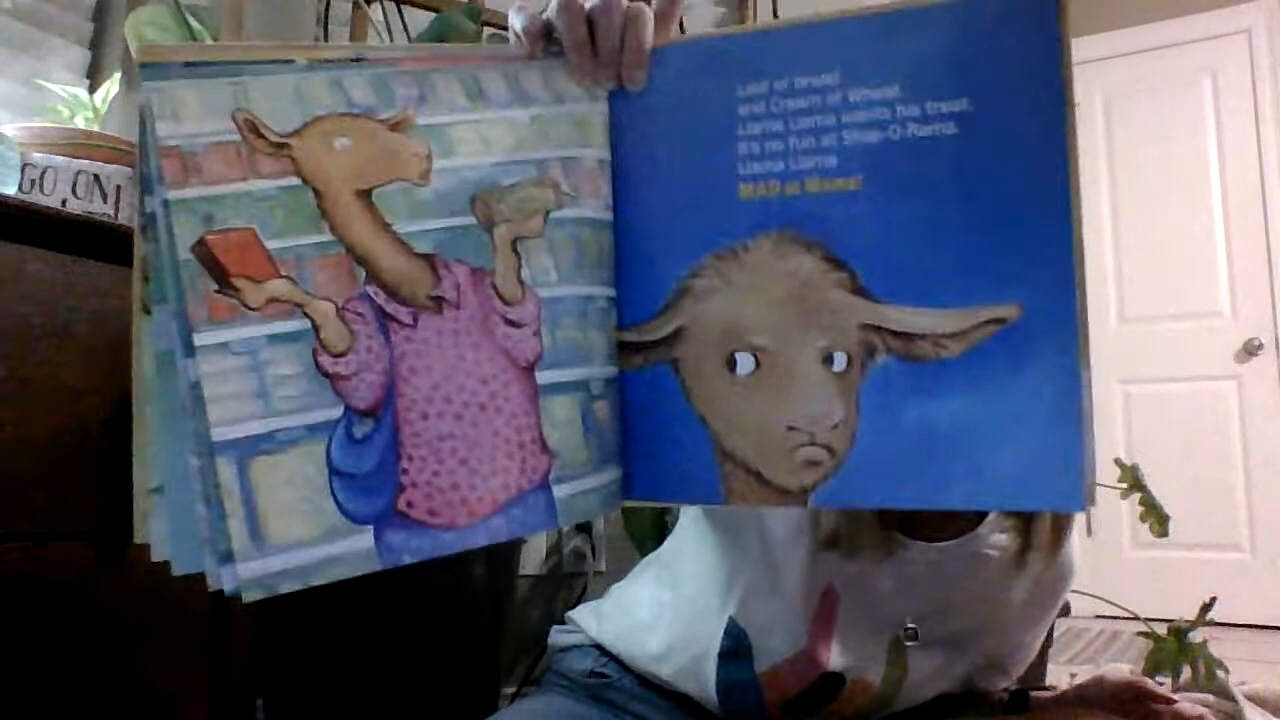 GO ON!
Loaf of bread
and Cream of Wheat.
Llama Llama wants his treat.
It's no fun at Shop-O-Rama.
Llama Llama
MAD at Mama!